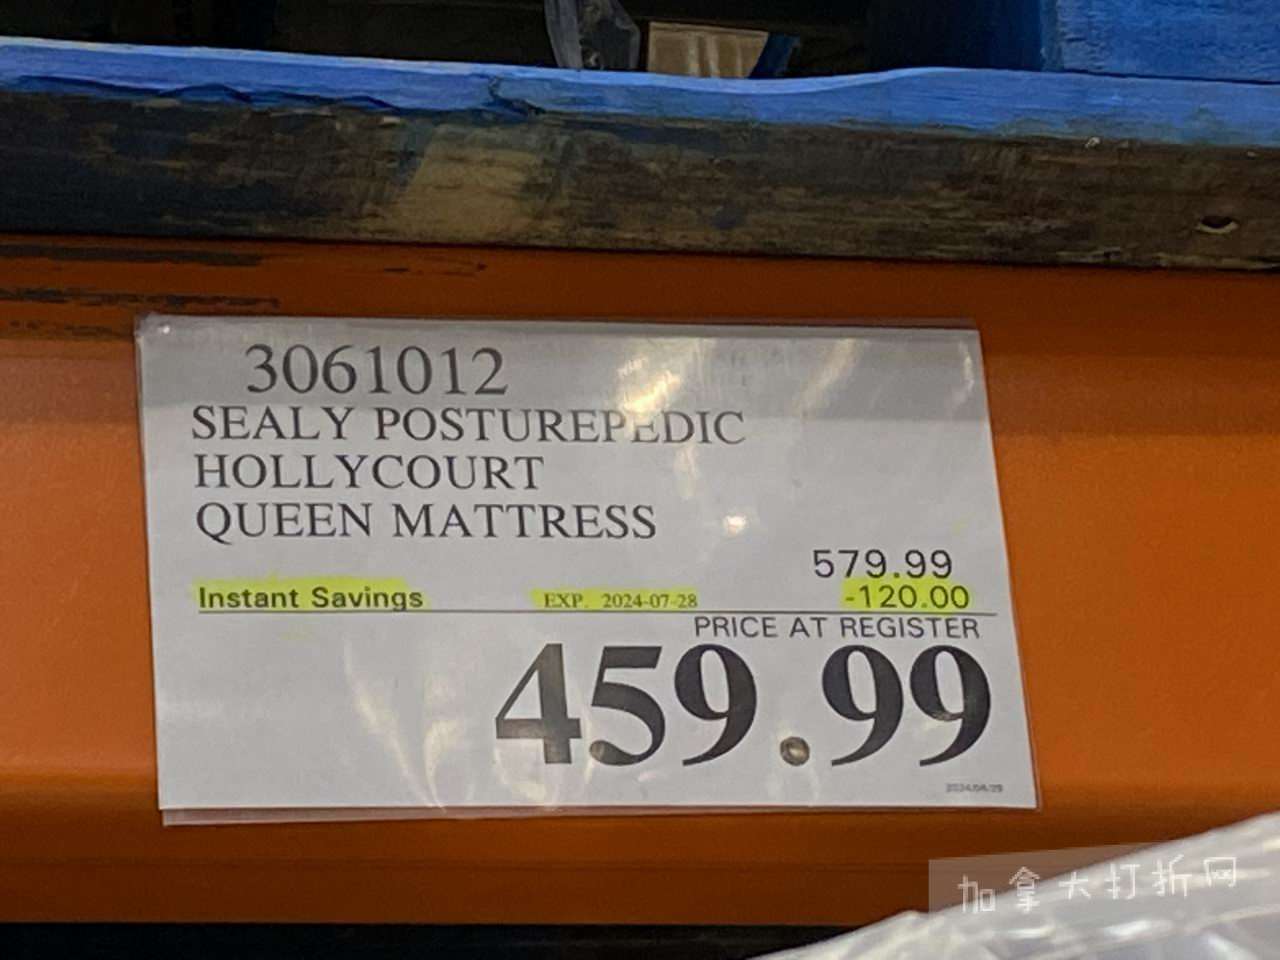 3061012
SEALY POSTUREPEDIC
HOLLYCOURT
QUEEN MATTRESS
579.99
Instant Savings EXP. 2024-07-28 -120.00
PRICE AT REGISTER
459.99
加拿大打折网